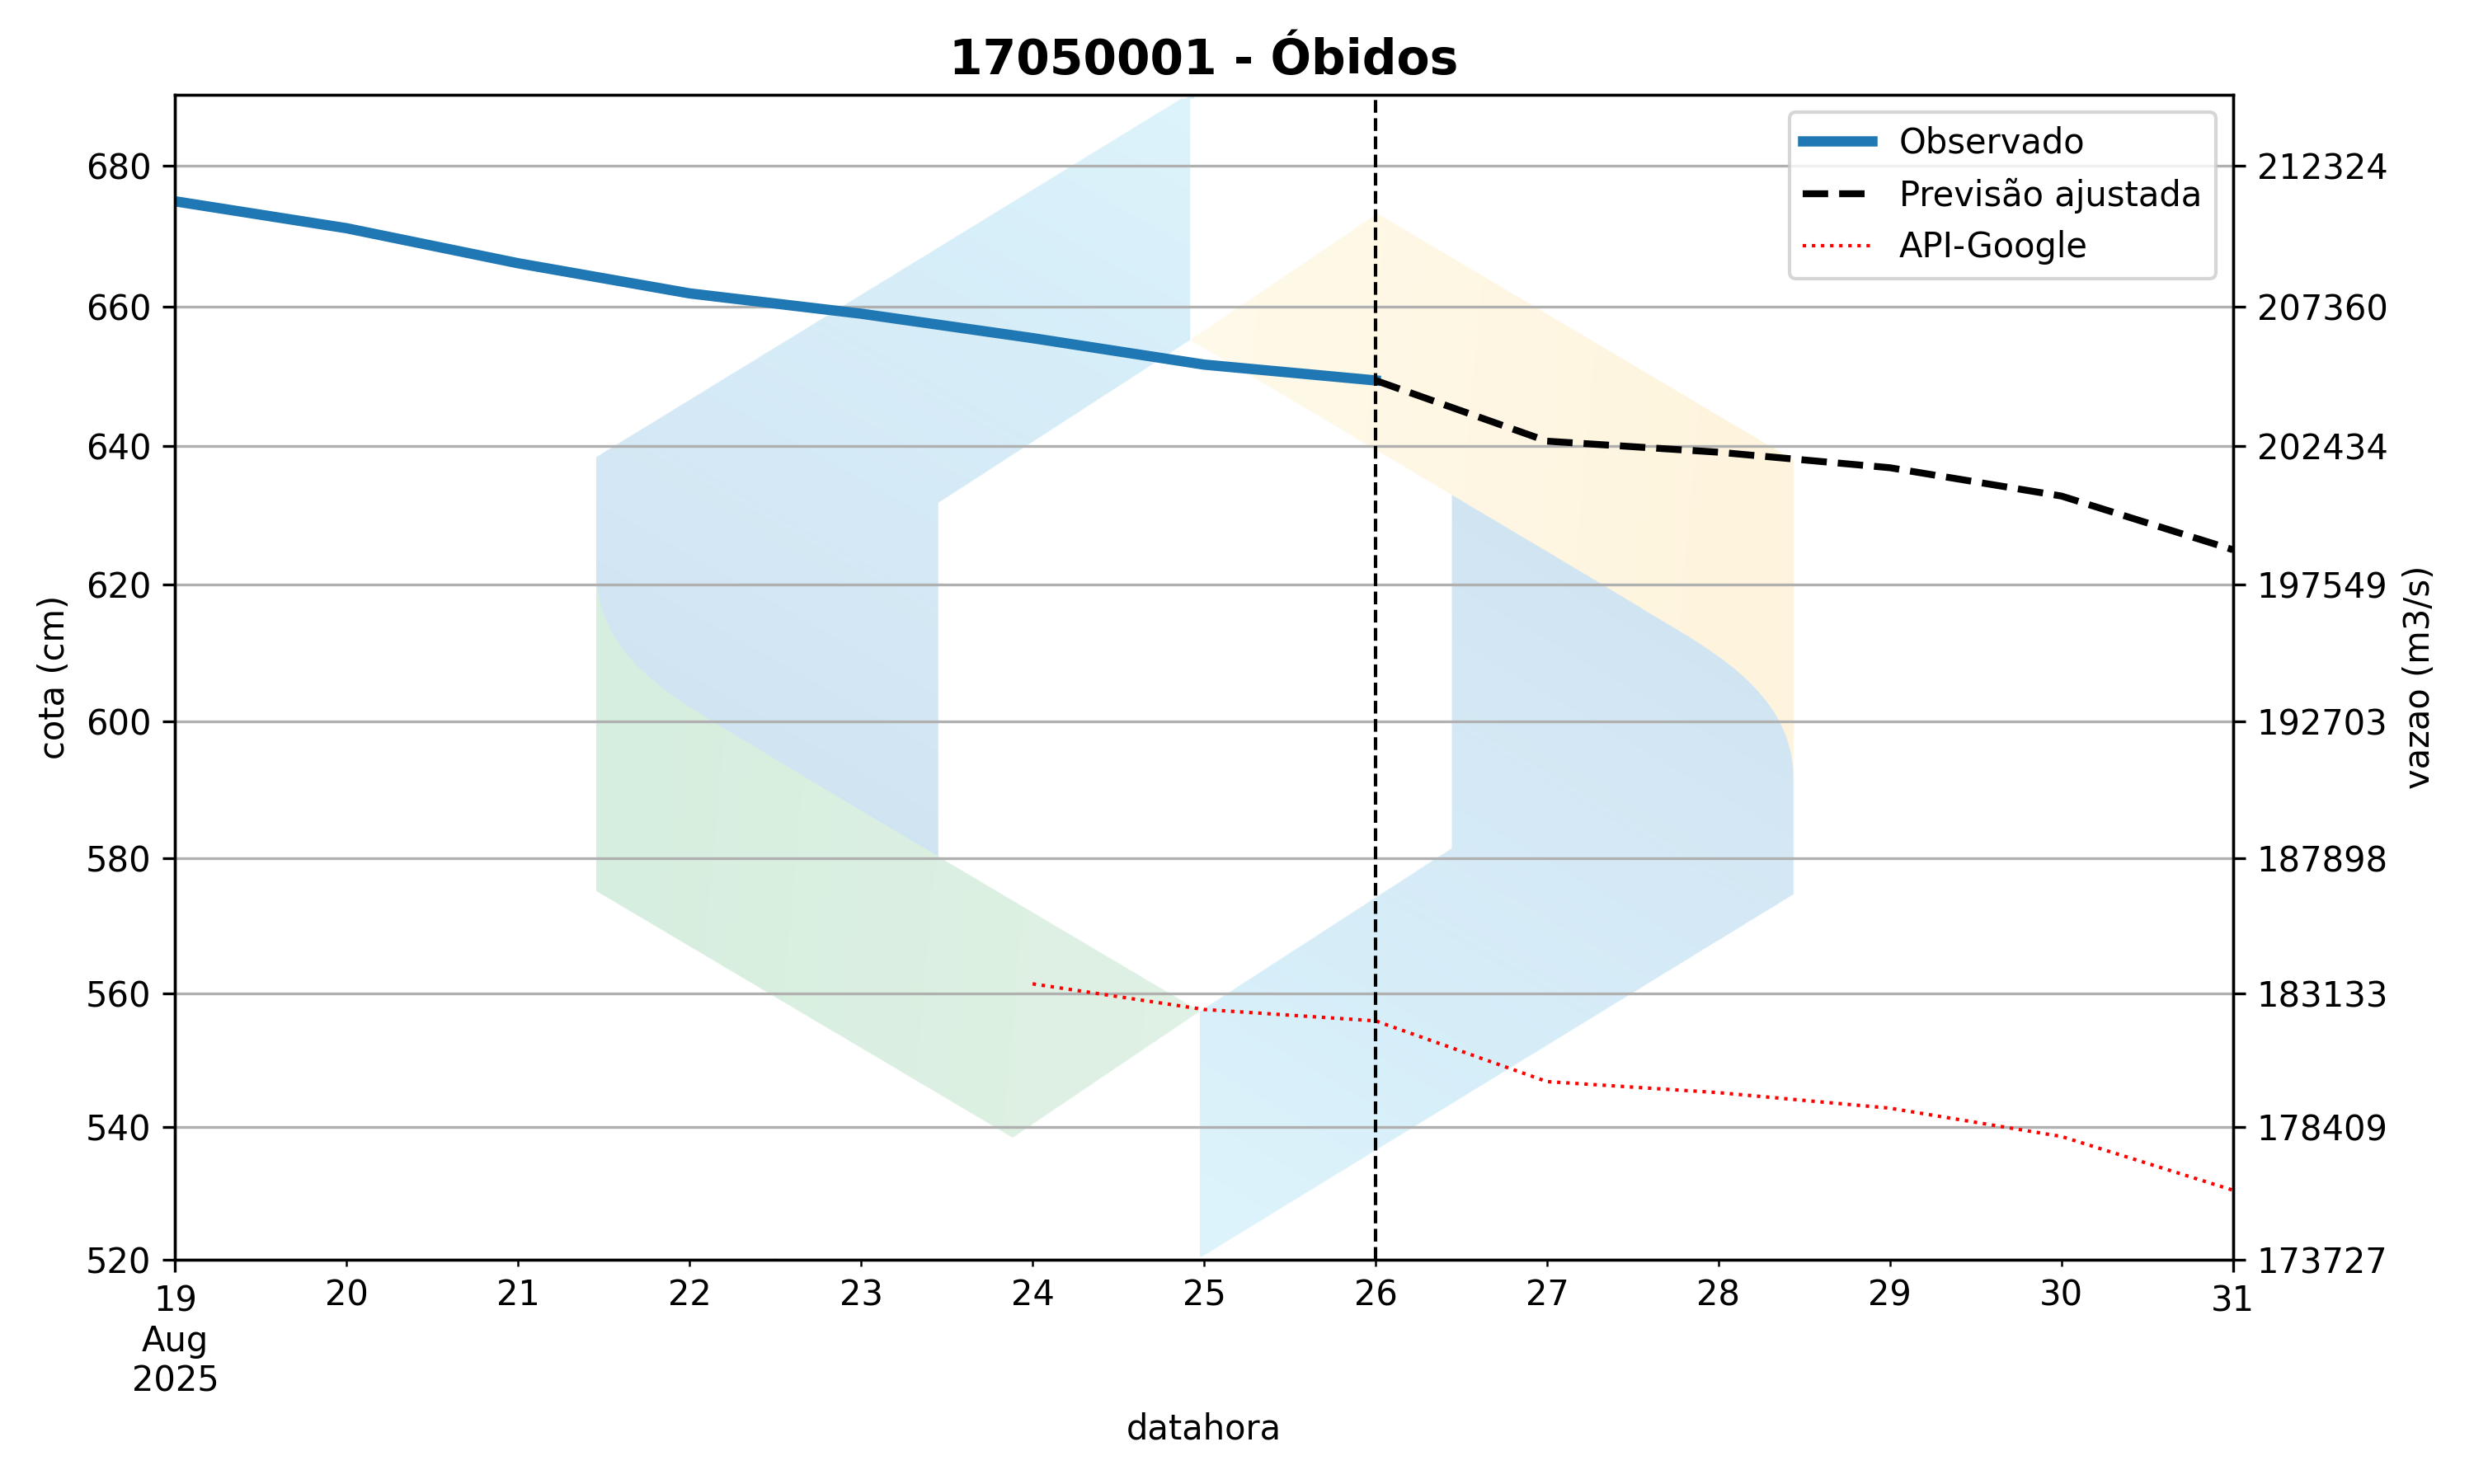 17050001 - Óbidos
Observado
Previsão ajustada
API-Google
680
660
640
620
600
580
560
540
520
cota (cm)
212324
207360
202434
197549
192703
187898
183133
178409
173727
vazao (m3/s)
19 20 21 22 23 24 25 26 27 28 29 30 31
Aug
2025
datahora